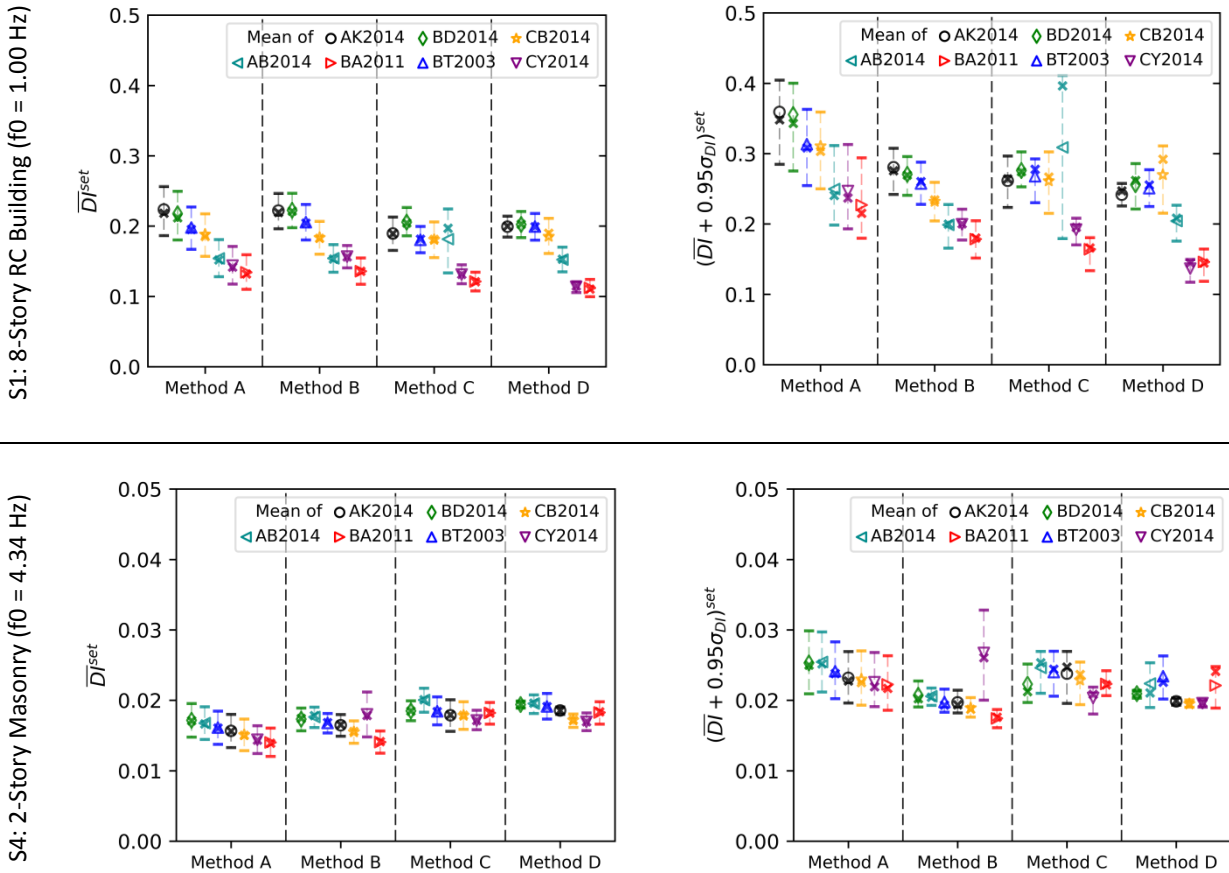 S1: 8-Story RC Building (f0 = 1.00 Hz)
0.5
0.4
0.3
0.2
0.1
0.0
DI^set
Mean of AK2014 BD2014 CB2014
AB2014 BA2011 BT2003 CY2014
Method A Method B Method C Method D
0.5
0.4
0.3
0.2
0.1
0.0
(DI + 0.95σ_DI)^set
Mean of AK2014 BD2014 CB2014
AB2014 BA2011 BT2003 CY2014
Method A Method B Method C Method D
S4: 2-Story Masonry (f0 = 4.34 Hz)
0.05
0.04
0.03
0.02
0.01
0.00
DI^set
Mean of AK2014 BD2014 CB2014
AB2014 BA2011 BT2003 CY2014
Method A Method B Method C Method D
0.05
0.04
0.03
0.02
0.01
0.00
(DI + 0.95σ_DI)^set
Mean of AK2014 BD2014 CB2014
AB2014 BA2011 BT2003 CY2014
Method A Method B Method C Method D